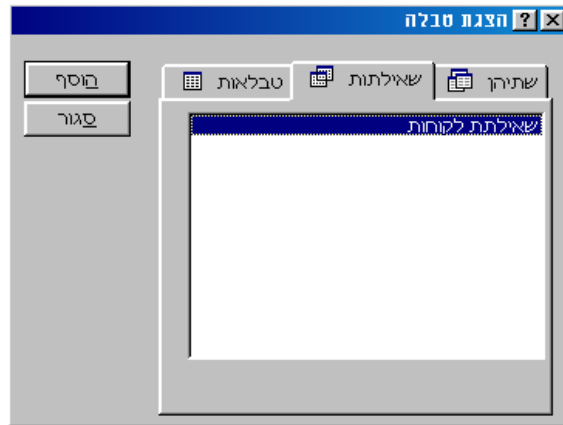 הצגת טבלה
שתיהן שאילתות טבלאות
שאילתת לקוחות
הוסף
סגור